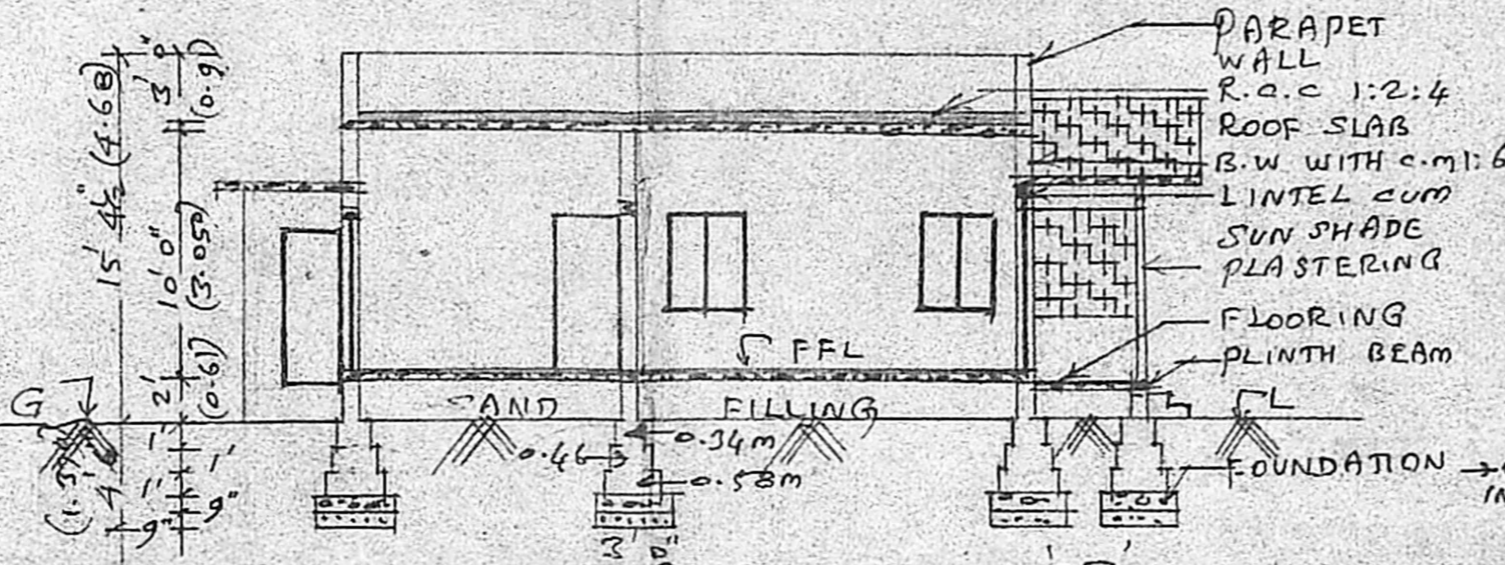 PARAPET
WALL
R.C.C 1:2:4
ROOF SLAB
B.W WITH C.M 1:6
LINTEL CUM
SUN SHADE
PLASTERING
FLOORING
PLINTH BEAM
FOUNDATION
15' 4½" (4.68)
3' 0"
(0.9)
10' 0" (3.050)
2'
(0.61)
FFL
SAND FILLING
G
L
1'
1'
1'
9"
9"
0.34m
0.46
0.58m
3' 0"